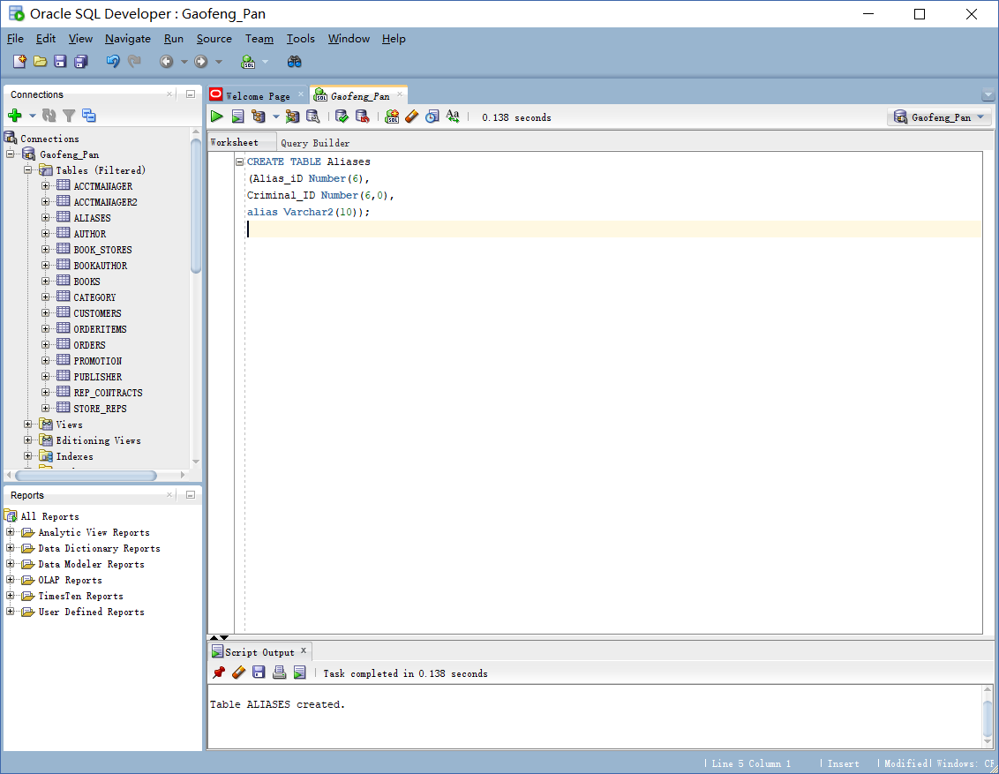 Oracle SQL Developer : Gaofeng_Pan
File Edit View Navigate Run Source Team Tools Window Help
Connections
Connections
Gaofeng_Pan
Tables (Filtered)
ACCTMANAGER
ACCTMANAGER2
ALIASES
AUTHOR
BOOK_STORES
BOOKAUTHOR
BOOKS
CATEGORY
CUSTOMERS
ORDERITEMS
ORDERS
PROMOTION
PUBLISHER
REP_CONTRACTS
STORE_REPS
Views
Editioning Views
Indexes
Reports
All Reports
Analytic View Reports
Data Dictionary Reports
Data Modeler Reports
OLAP Reports
TimesTen Reports
User Defined Reports
Welcome Page Gaofeng_Pan
0.138 seconds
Gaofeng_Pan
Worksheet Query Builder
CREATE TABLE Aliases
(Alias_iD Number(6),
Criminal_ID Number(6,0),
alias Varchar2(10));
Script Output x
Task completed in 0.138 seconds
Table ALIASES created.
Line 5 Column 1 | Insert | Modified | Windows: CF